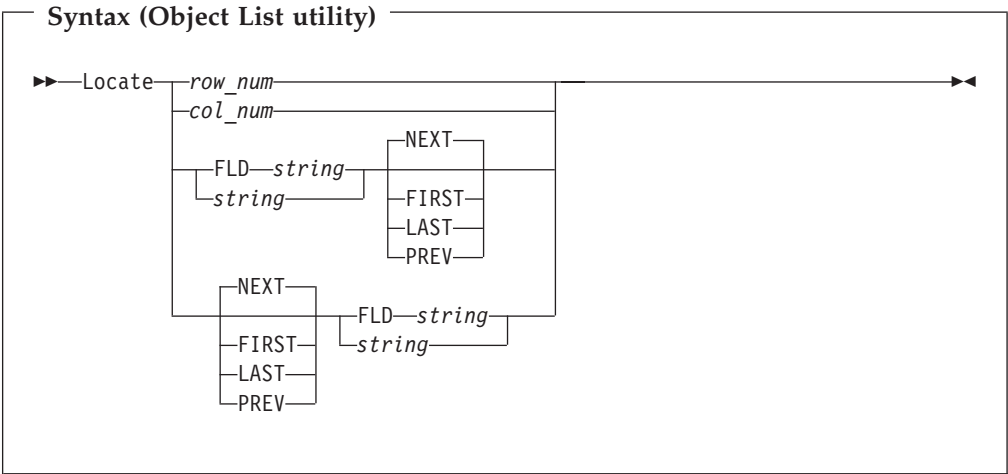 Syntax (Object List utility)
Locate row_num
col_num
NEXT
FLD string
string
FIRST
LAST
PREV
NEXT
FLD string
FIRST
string
LAST
PREV